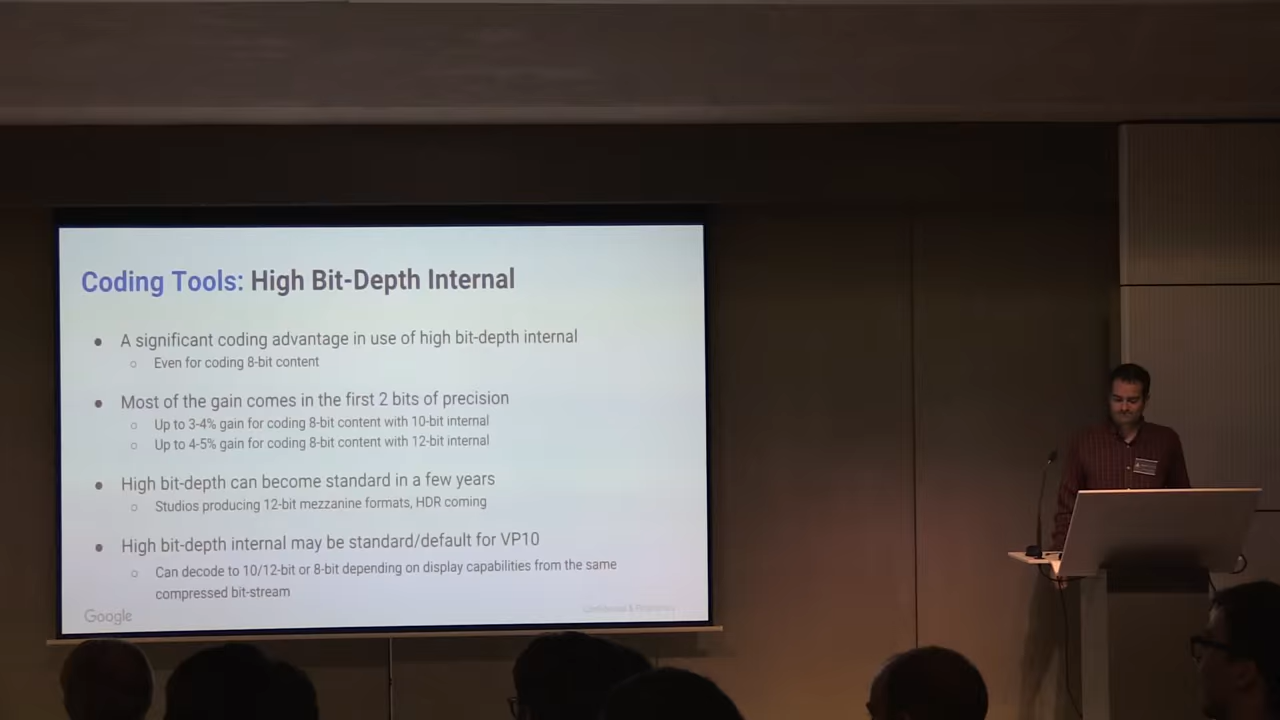 Coding Tools: High Bit-Depth Internal
● A significant coding advantage in use of high bit-depth internal
○ Even for coding 8-bit content
● Most of the gain comes in the first 2 bits of precision
○ Up to 3-4% gain for coding 8-bit content with 10-bit internal
○ Up to 4-5% gain for coding 8-bit content with 12-bit internal
● High bit-depth can become standard in a few years
○ Studios producing 12-bit mezzanine formats, HDR coming
● High bit-depth internal may be standard/default for VP10
○ Can decode to 10/12-bit or 8-bit depending on display capabilities from the same
compressed bit-stream
Google
Confidential & Proprietary